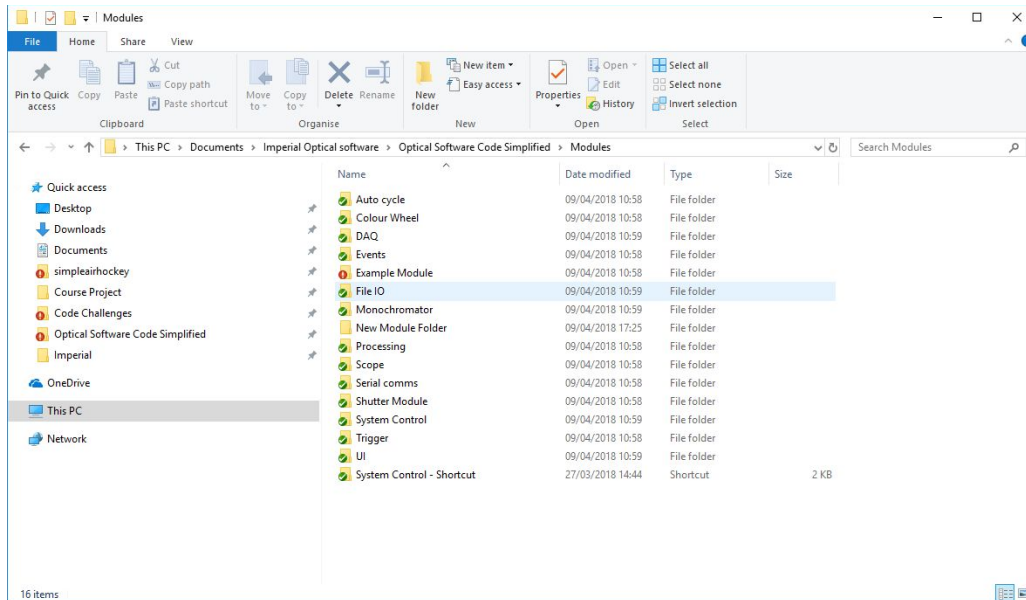 Modules
File Home Share View
Pin to Quick access
Copy
Paste
Cut
Copy path
Paste shortcut
Clipboard
Move to
Copy to
Delete
Rename
Organise
New folder
New item
Easy access
New
Properties
Open
Edit
History
Open
Select all
Select none
Invert selection
Select
This PC > Documents > Imperial Optical software > Optical Software Code Simplified > Modules
Search Modules
Quick access
Desktop
Downloads
Documents
simpleairhockey
Course Project
Code Challenges
Optical Software Code Simplified
Imperial
OneDrive
This PC
Network
Name Date modified Type Size
Auto cycle 09/04/2018 10:58 File folder
Colour Wheel 09/04/2018 10:58 File folder
DAQ 09/04/2018 10:59 File folder
Events 09/04/2018 10:58 File folder
Example Module 09/04/2018 10:58 File folder
File IO 09/04/2018 10:59 File folder
Monochromator 09/04/2018 10:59 File folder
New Module Folder 09/04/2018 17:25 File folder
Processing 09/04/2018 10:58 File folder
Scope 09/04/2018 10:58 File folder
Serial comms 09/04/2018 10:58 File folder
Shutter Module 09/04/2018 10:58 File folder
System Control 09/04/2018 10:59 File folder
Trigger 09/04/2018 10:58 File folder
UI 09/04/2018 10:59 File folder
System Control - Shortcut 27/03/2018 14:44 Shortcut 2 KB
16 items